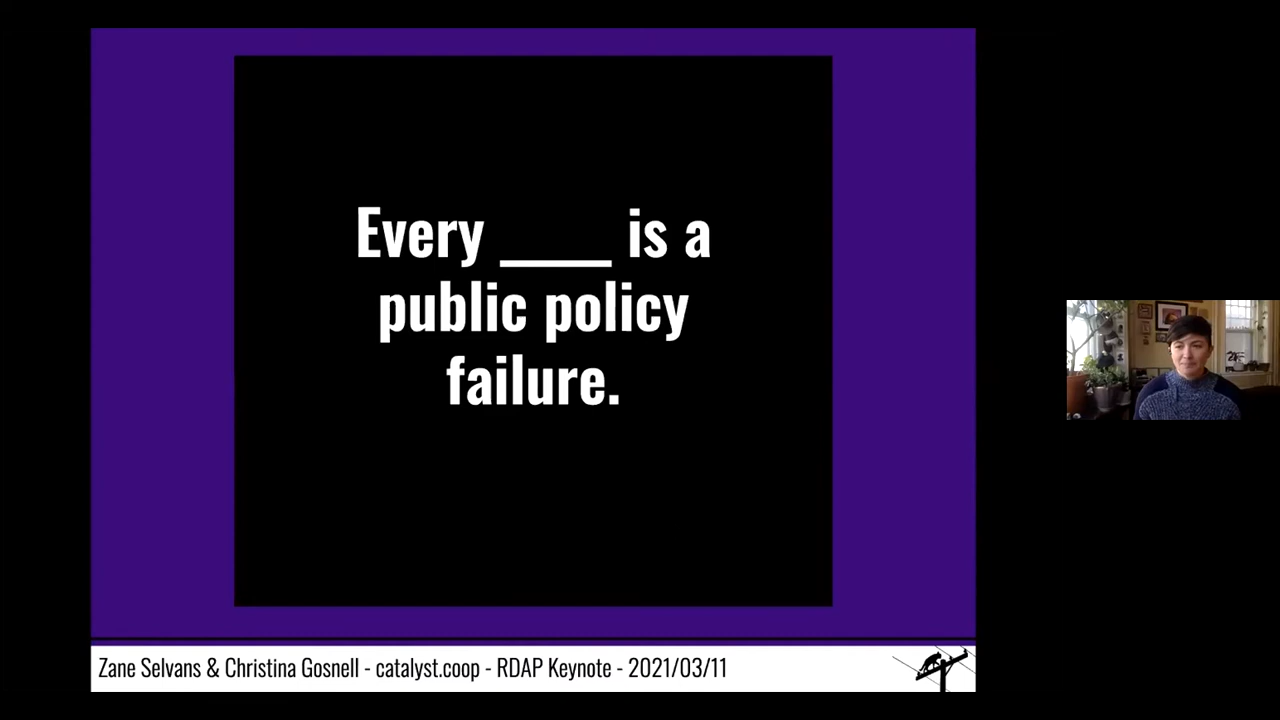 Every ____ is a
public policy
failure.
Zane Selvans & Christina Gosnell - catalyst.coop - RDAP Keynote - 2021/03/11